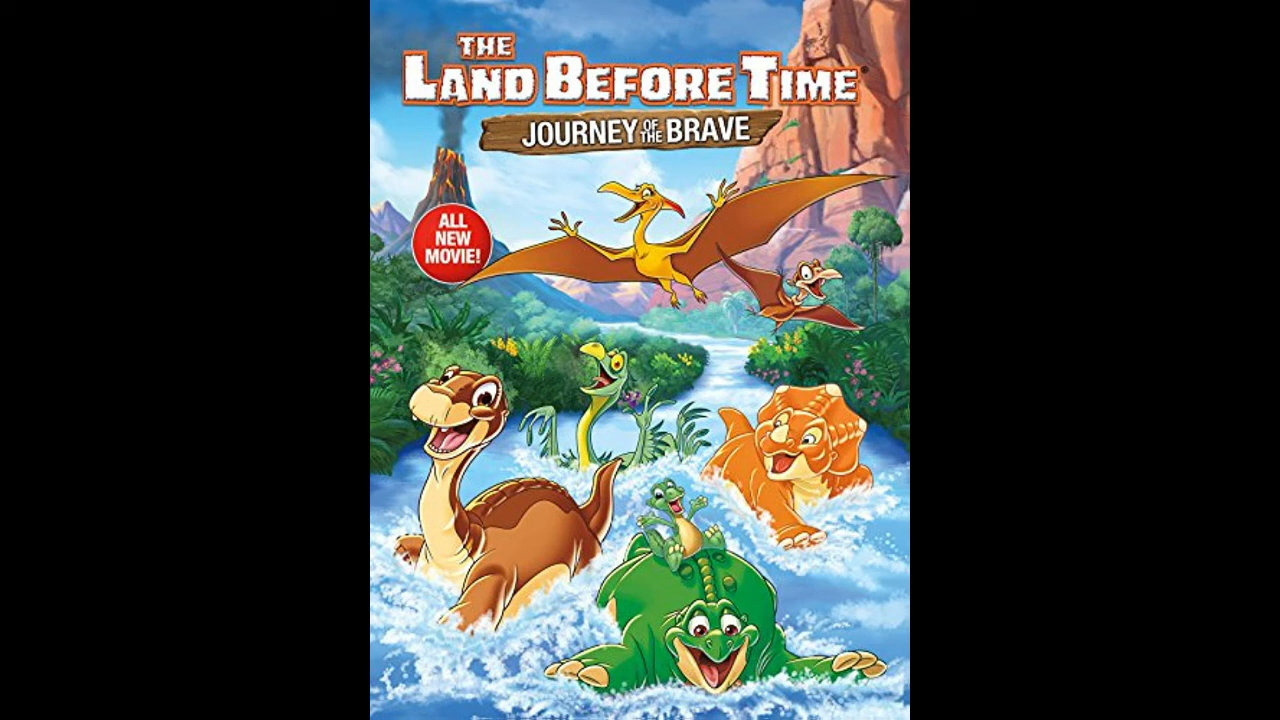 THE
LAND BEFORE TIME
JOURNEY OF THE BRAVE
ALL
NEW
MOVIE!